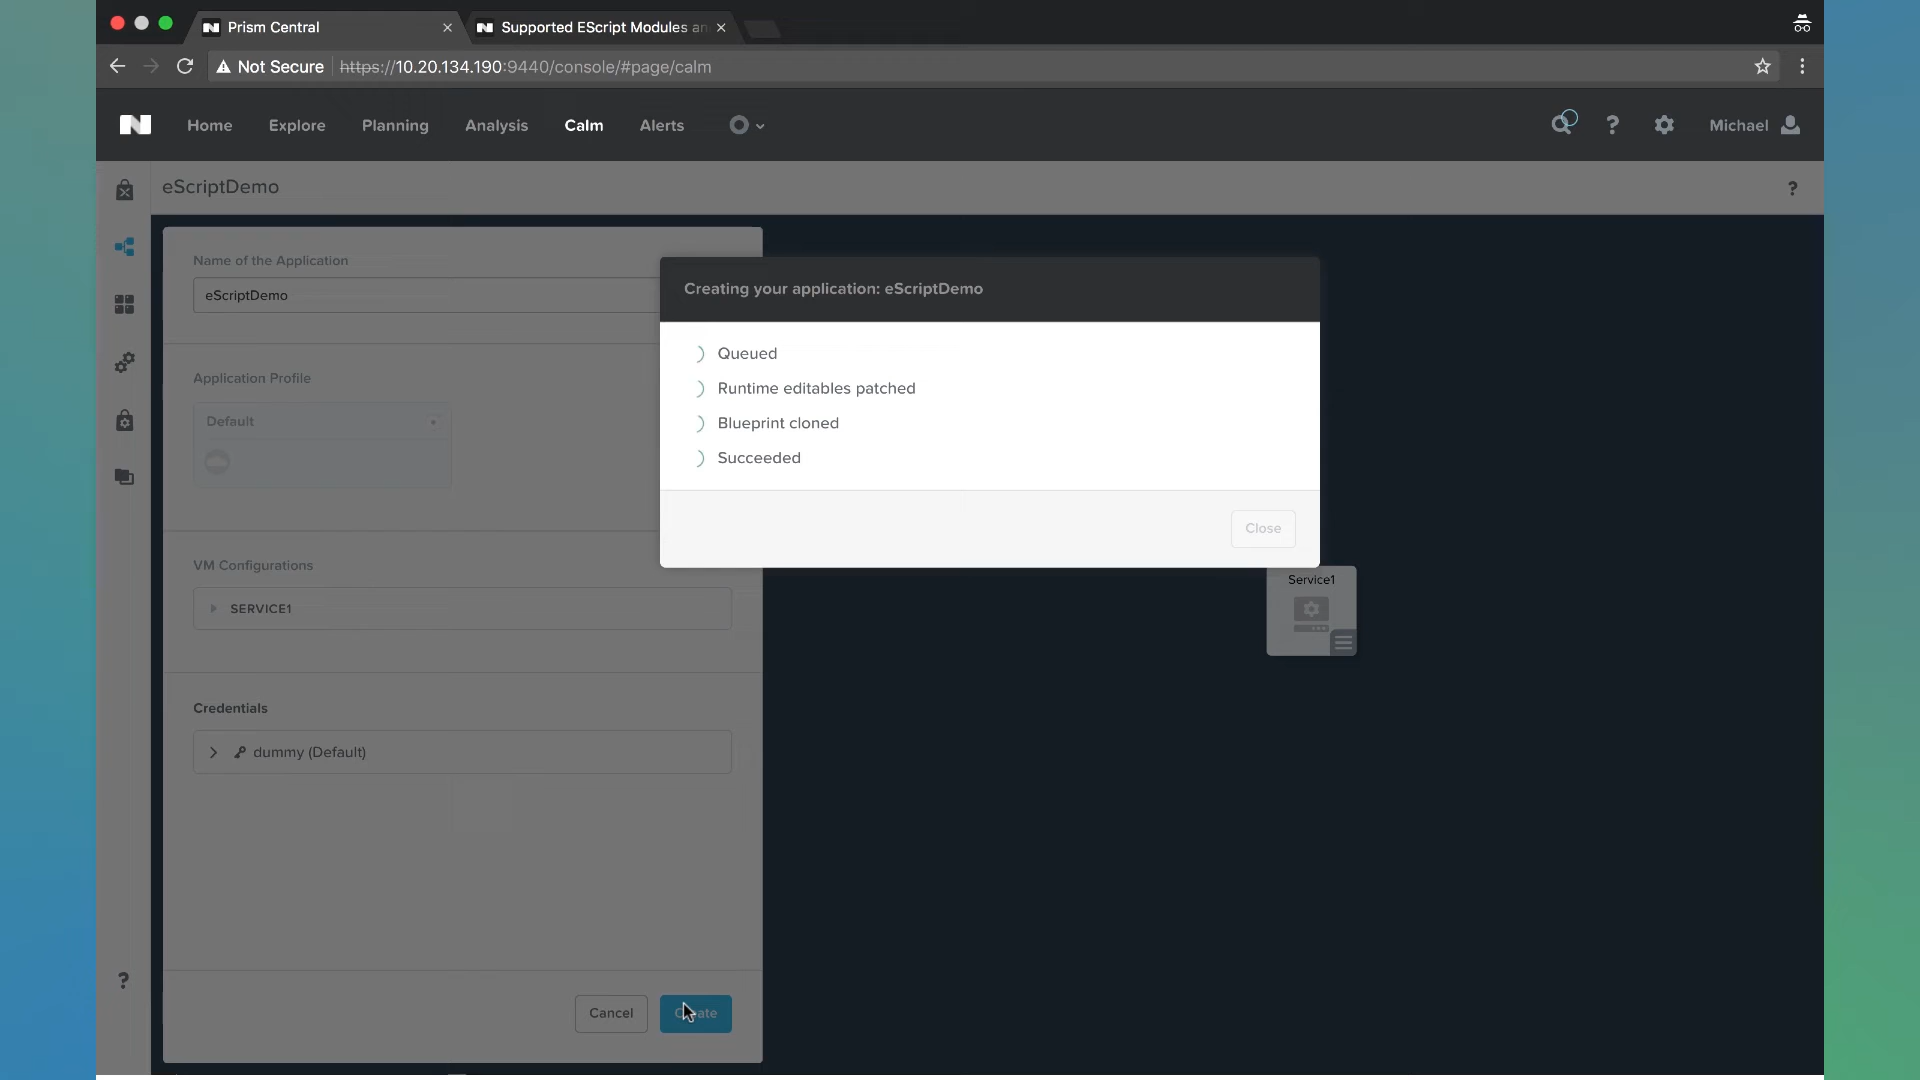 Prism Central
Supported EScript Modules an
Not Secure
https://10.20.134.190:9440/console/#page/calm
Home
Explore
Planning
Analysis
Calm
Alerts
?
Michael
eScriptDemo
?
Name of the Application
eScriptDemo
Creating your application: eScriptDemo
Queued
Runtime editables patched
Blueprint cloned
Succeeded
Close
Application Profile
Default
VM Configurations
SERVICE1
Service1
Credentials
dummy (Default)
?
Cancel
Create